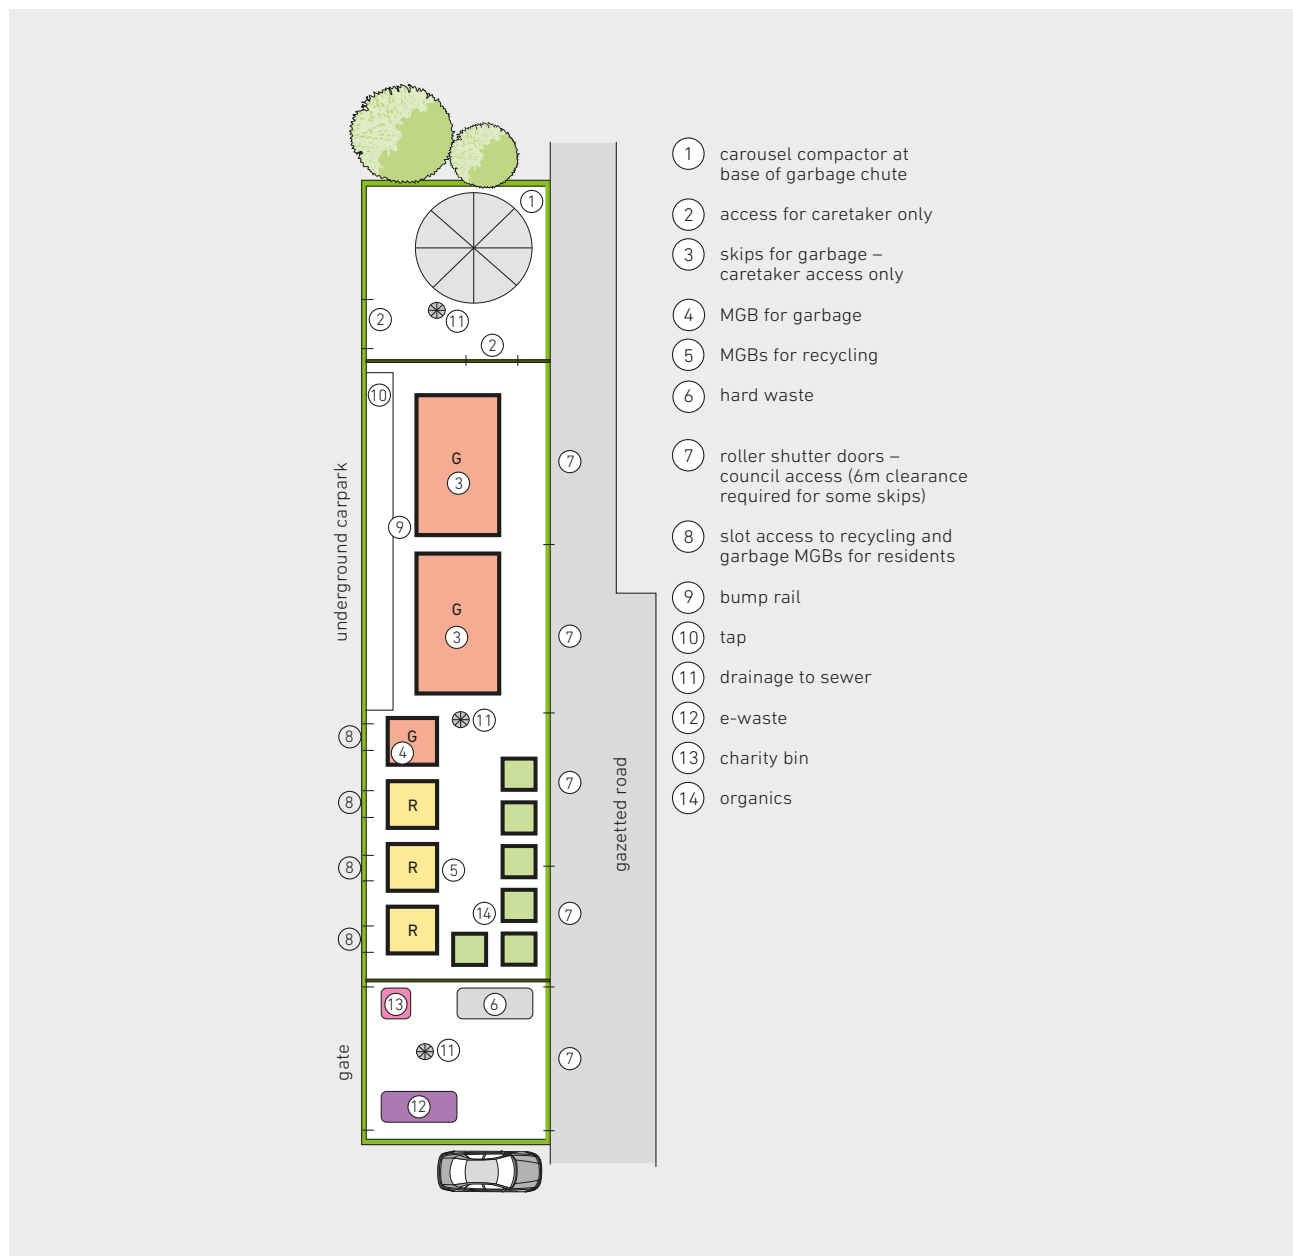 1 carousel compactor at
base of garbage chute
2 access for caretaker only
3 skips for garbage –
caretaker access only
4 MGB for garbage
5 MGBs for recycling
6 hard waste
7 roller shutter doors –
council access (6m clearance
required for some skips)
8 slot access to recycling and
garbage MGBs for residents
9 bump rail
10 tap
11 drainage to sewer
12 e-waste
13 charity bin
14 organics
1
2
11
2
10
G
3
7
9
underground carpark
G
3
7
11
8
G
4
7
8
R
gazetted road
8
R
5
14
7
8
R
13
6
11
gate
7
12